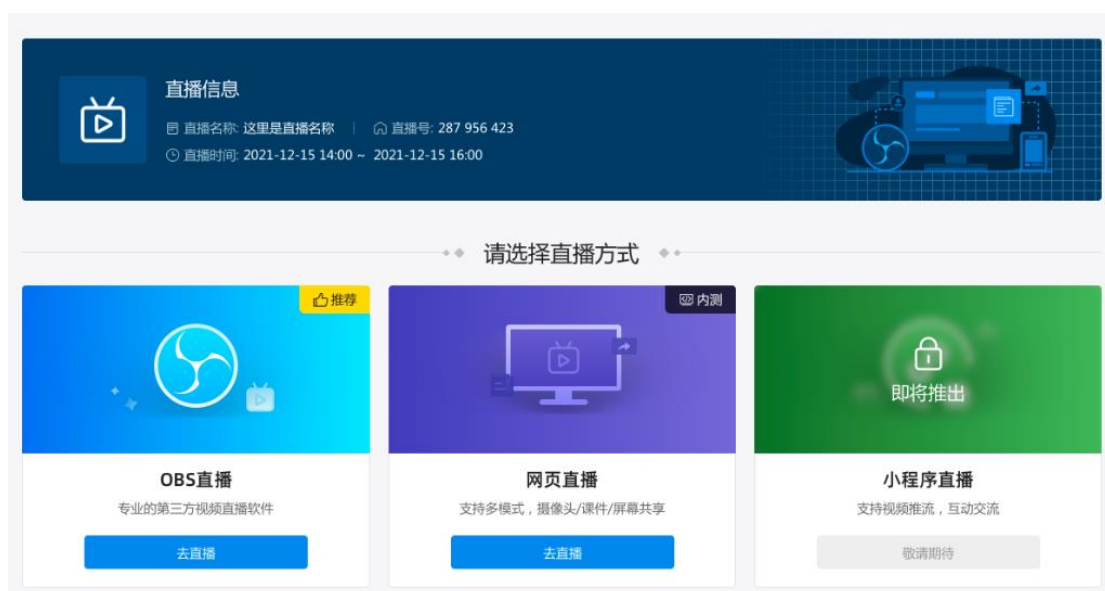 直播信息
直播名称: 这里是直播名称 直播号: 287 956 423
直播时间: 2021-12-15 14:00 ~ 2021-12-15 16:00
请选择直播方式
推荐
内测
即将推出
OBS直播
网页直播
小程序直播
专业的第三方视频直播软件
支持多模式，摄像头/课件/屏幕共享
支持视频推流，互动交流
去直播
去直播
敬请期待